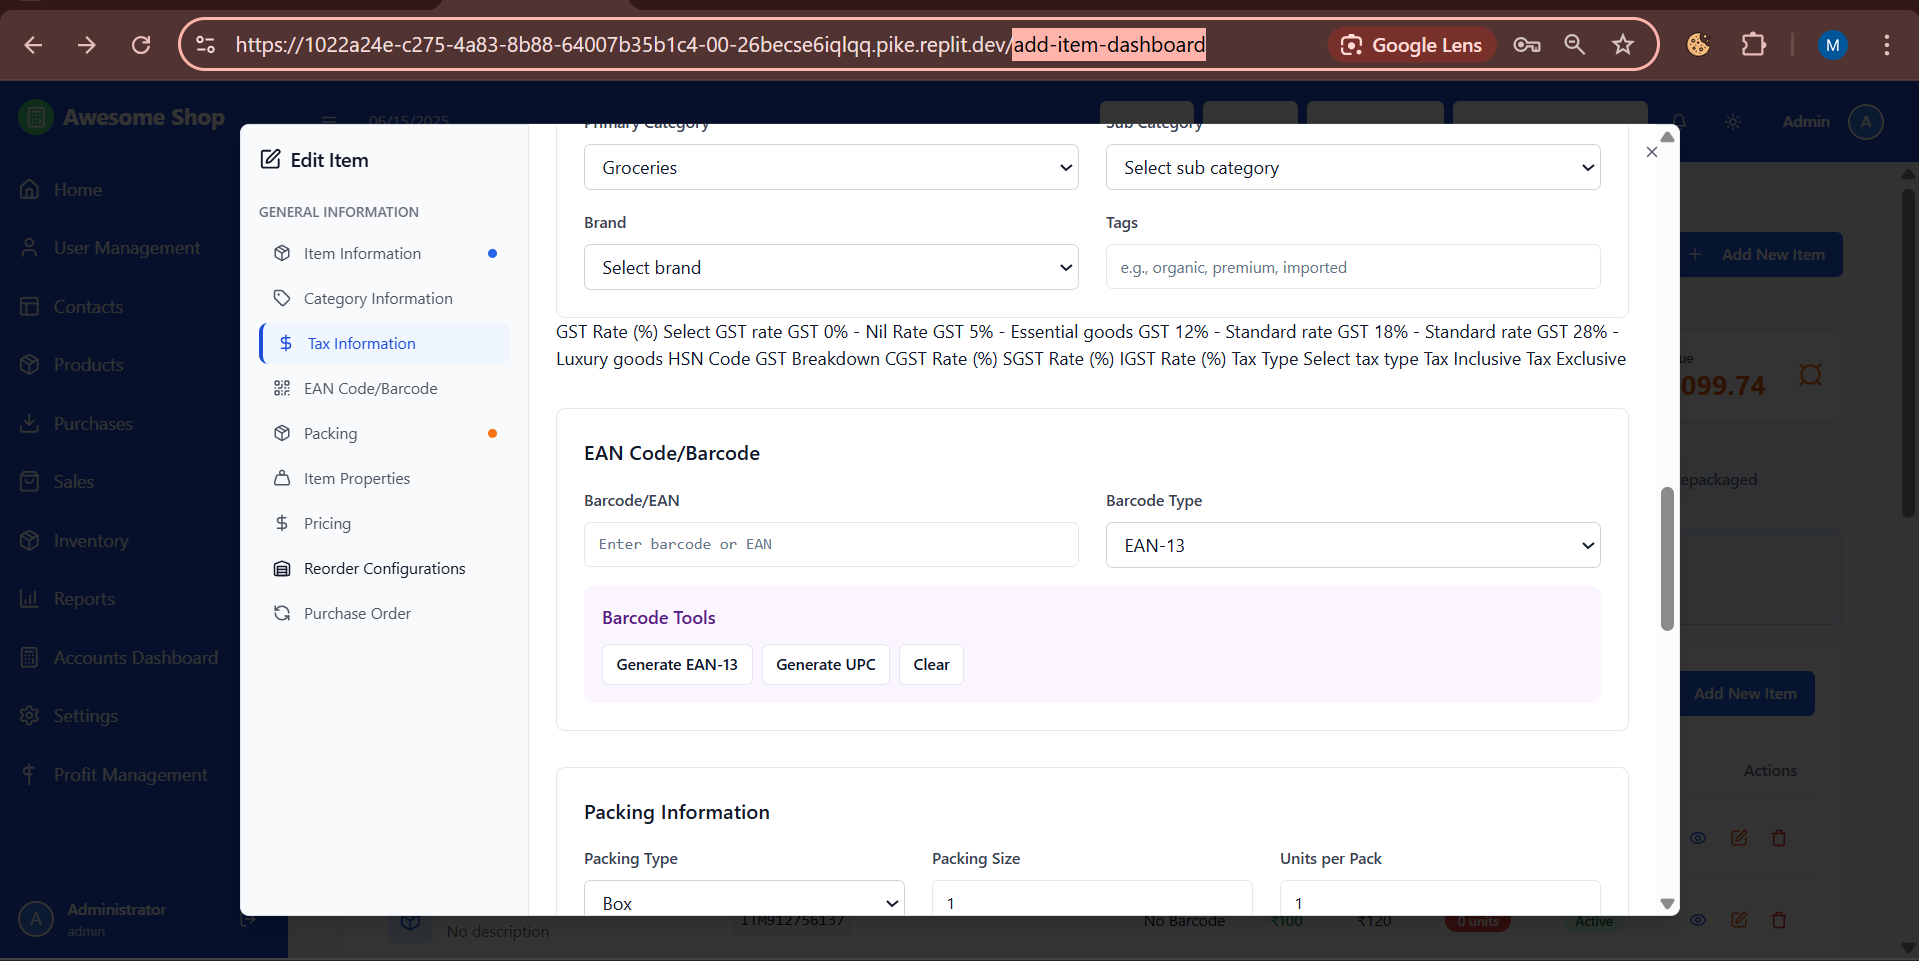 https://1022a24e-c275-4a83-8b88-64007b35b1c4-00-26becse6iqlqq.pike.replit.dev/add-item-dashboard
Google Lens
M
Awesome Shop
06/15/2025
Admin
A
Home
User Management
Contacts
Products
Purchases
Sales
Inventory
Reports
Accounts Dashboard
Settings
Profit Management
A
Administrator
admin
Edit Item
GENERAL INFORMATION
Item Information
Category Information
Tax Information
EAN Code/Barcode
Packing
Item Properties
Pricing
Reorder Configurations
Purchase Order
Primary Category
Sub Category
Groceries
Select sub category
Brand
Tags
Select brand
e.g., organic, premium, imported
GST Rate (%) Select GST rate GST 0% - Nil Rate GST 5% - Essential goods GST 12% - Standard rate GST 18% - Standard rate GST 28% -
Luxury goods HSN Code GST Breakdown CGST Rate (%) SGST Rate (%) IGST Rate (%) Tax Type Select tax type Tax Inclusive Tax Exclusive
EAN Code/Barcode
Barcode/EAN
Barcode Type
Enter barcode or EAN
EAN-13
Barcode Tools
Generate EAN-13
Generate UPC
Clear
Packing Information
Packing Type
Packing Size
Units per Pack
Box
1
1
Add New Item
ue
099.74
epackaged
Add New Item
Actions
No description
ITM912756137
No Barcode
₹100
₹120
0 units
Active